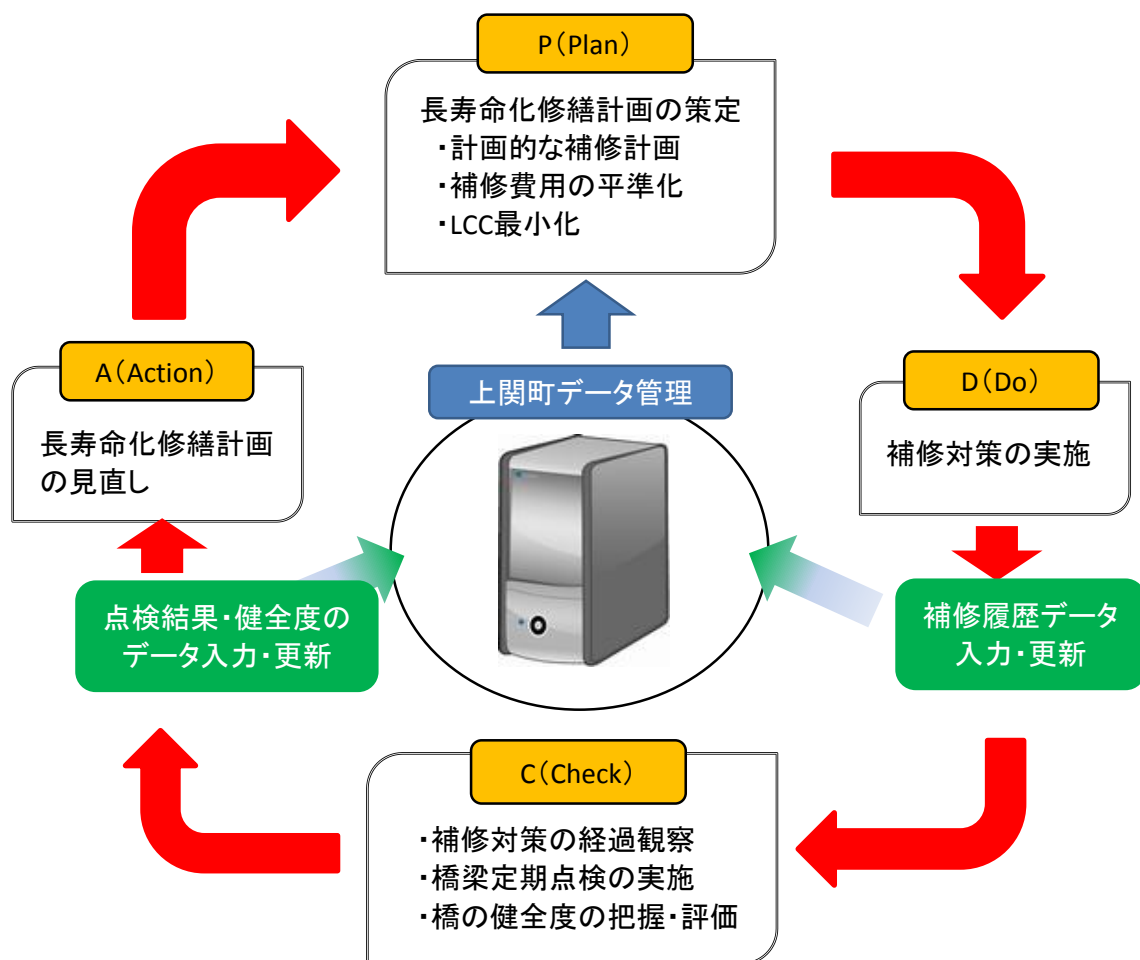 P（Plan）
長寿命化修繕計画の策定
・計画的な補修計画
・補修費用の平準化
・LCC最小化
A（Action）
長寿命化修繕計画
の見直し
上関町データ管理
D（Do）
補修対策の実施
点検結果・健全度の
データ入力・更新
補修履歴データ
入力・更新
C（Check）
・補修対策の経過観察
・橋梁定期点検の実施
・橋の健全度の把握・評価